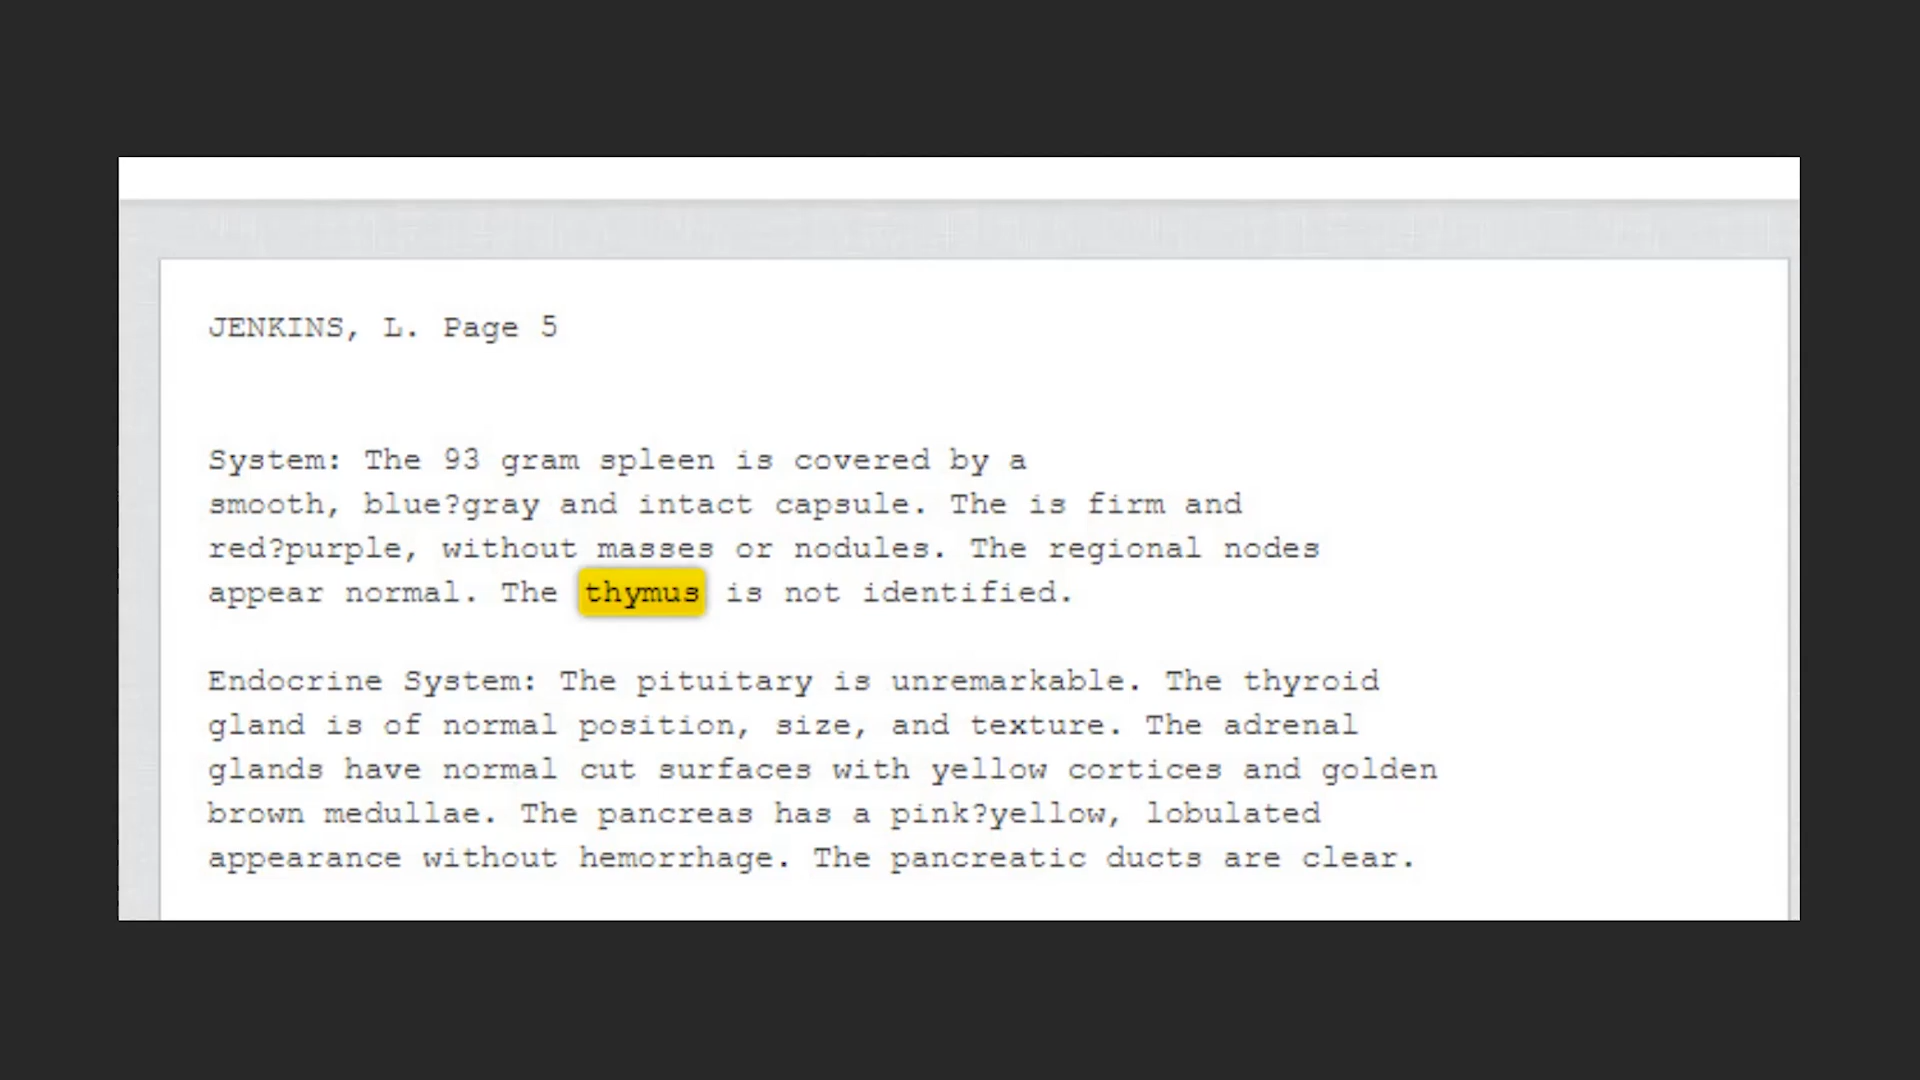 JENKINS, L. Page 5
System: The 93 gram spleen is covered by a
smooth, blue?gray and intact capsule. The is firm and
red?purple, without masses or nodules. The regional nodes
appear normal. The thymus is not identified.
Endocrine System: The pituitary is unremarkable. The thyroid
gland is of normal position, size, and texture. The adrenal
glands have normal cut surfaces with yellow cortices and golden
brown medullae. The pancreas has a pink?yellow, lobulated
appearance without hemorrhage. The pancreatic ducts are clear.